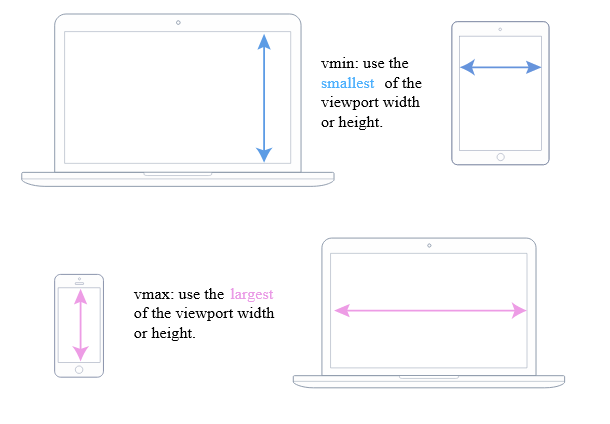 vmin: use the
smallest of the
viewport width
or height.
vmax: use the largest
of the viewport width
or height.